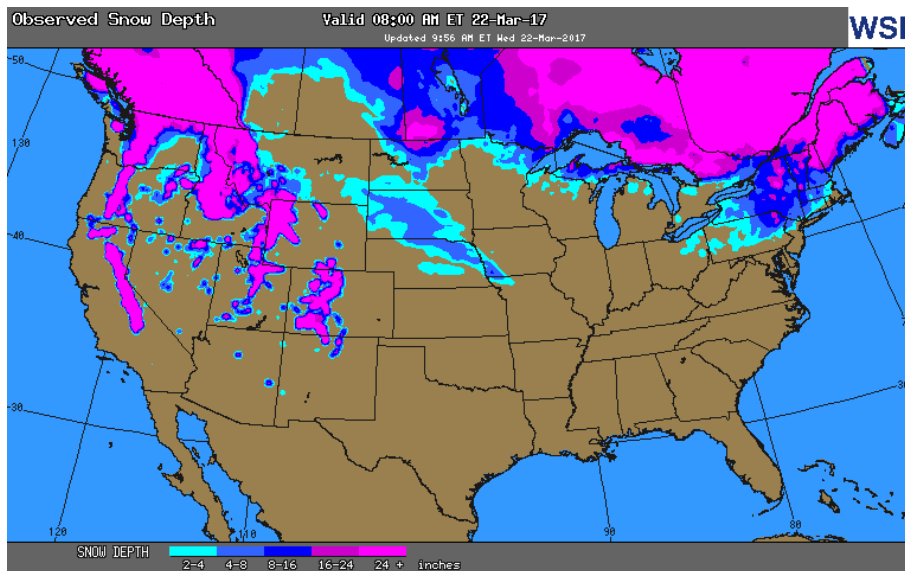 Observed Snow Depth
Valid 08:00 AM ET 22-Mar-17
Updated 9:56 AM ET Wed 22-Mar-2017
WSI
50
130
40
30
120
110
90
80
SNOW DEPTH
2-4 4-8 8-16 16-24 24 + inches